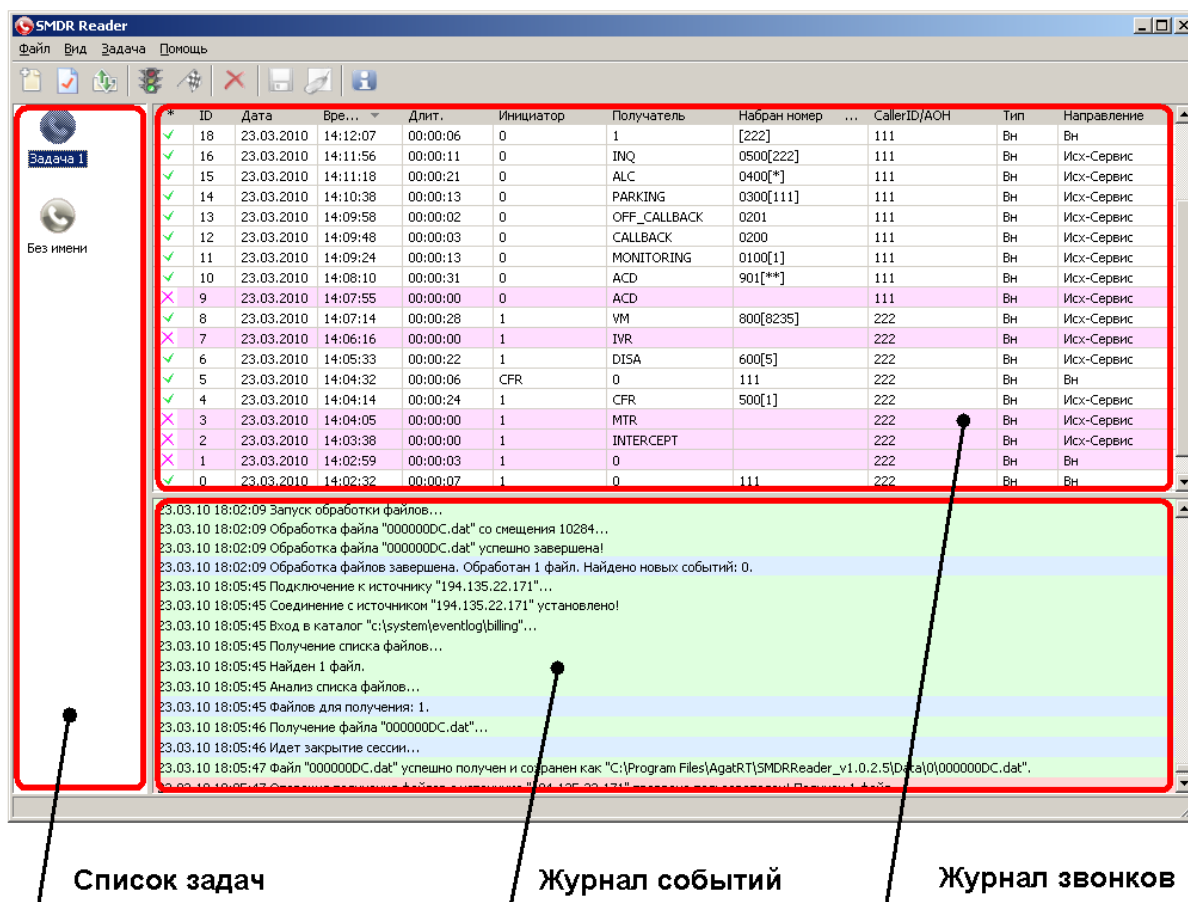 SMDR Reader
Файл Вид Задача Помощь
Задача 1
Без имени
* ID Дата Вре... Длит. Инициатор Получатель Набран номер ... CallerID/АОН Тип Направление
18 23.03.2010 14:12:07 00:00:06 0 1 [222] 111 Вн Вн
16 23.03.2010 14:11:56 00:00:11 0 INQ 0500[222] 111 Вн Исх-Сервис
15 23.03.2010 14:11:18 00:00:21 0 ALC 0400[*] 111 Вн Исх-Сервис
14 23.03.2010 14:10:38 00:00:13 0 PARKING 0300[111] 111 Вн Исх-Сервис
13 23.03.2010 14:09:58 00:00:02 0 OFF_CALLBACK 0201 111 Вн Исх-Сервис
12 23.03.2010 14:09:48 00:00:03 0 CALLBACK 0200 111 Вн Исх-Сервис
11 23.03.2010 14:09:24 00:00:13 0 MONITORING 0100[1] 111 Вн Исх-Сервис
10 23.03.2010 14:08:10 00:00:31 0 ACD 901[**] 111 Вн Исх-Сервис
9 23.03.2010 14:07:55 00:00:00 0 ACD 111 Вн Исх-Сервис
8 23.03.2010 14:07:14 00:00:28 1 VM 800[8235] 222 Вн Исх-Сервис
7 23.03.2010 14:06:16 00:00:00 1 IVR 222 Вн Исх-Сервис
6 23.03.2010 14:05:33 00:00:22 1 DISA 600[5] 222 Вн Исх-Сервис
5 23.03.2010 14:04:32 00:00:06 CFR 0 111 222 Вн Вн
4 23.03.2010 14:04:14 00:00:24 1 CFR 500[1] 222 Вн Исх-Сервис
3 23.03.2010 14:04:05 00:00:00 1 MTR 222 Вн Исх-Сервис
2 23.03.2010 14:03:38 00:00:00 1 INTERCEPT 222 Вн Исх-Сервис
1 23.03.2010 14:02:59 00:00:03 1 0 222 Вн Вн
0 23.03.2010 14:02:32 00:00:07 1 0 111 222 Вн Вн
23.03.10 18:02:09 Запуск обработки файлов...
23.03.10 18:02:09 Обработка файла "000000DC.dat" со смещения 10284...
23.03.10 18:02:09 Обработка файла "000000DC.dat" успешно завершена!
23.03.10 18:02:09 Обработка файлов завершена. Обработан 1 файл. Найдено новых событий: 0.
23.03.10 18:05:45 Подключение к источнику "194.135.22.171"...
23.03.10 18:05:45 Соединение с источником "194.135.22.171" установлено!
23.03.10 18:05:45 Вход в каталог "c:\system\eventlog\billing"...
23.03.10 18:05:45 Получение списка файлов...
23.03.10 18:05:45 Найден 1 файл.
23.03.10 18:05:45 Анализ списка файлов...
23.03.10 18:05:45 Файлов для получения: 1.
23.03.10 18:05:46 Получение файла "000000DC.dat"...
23.03.10 18:05:46 Идет закрытие сессии...
23.03.10 18:05:47 Файл "000000DC.dat" успешно получен и сохранен как "C:\Program Files\AgatRT\SMDRReader_v1.0.2.5\Data\0\000000DC.dat".
Список задач
Журнал событий
Журнал звонков